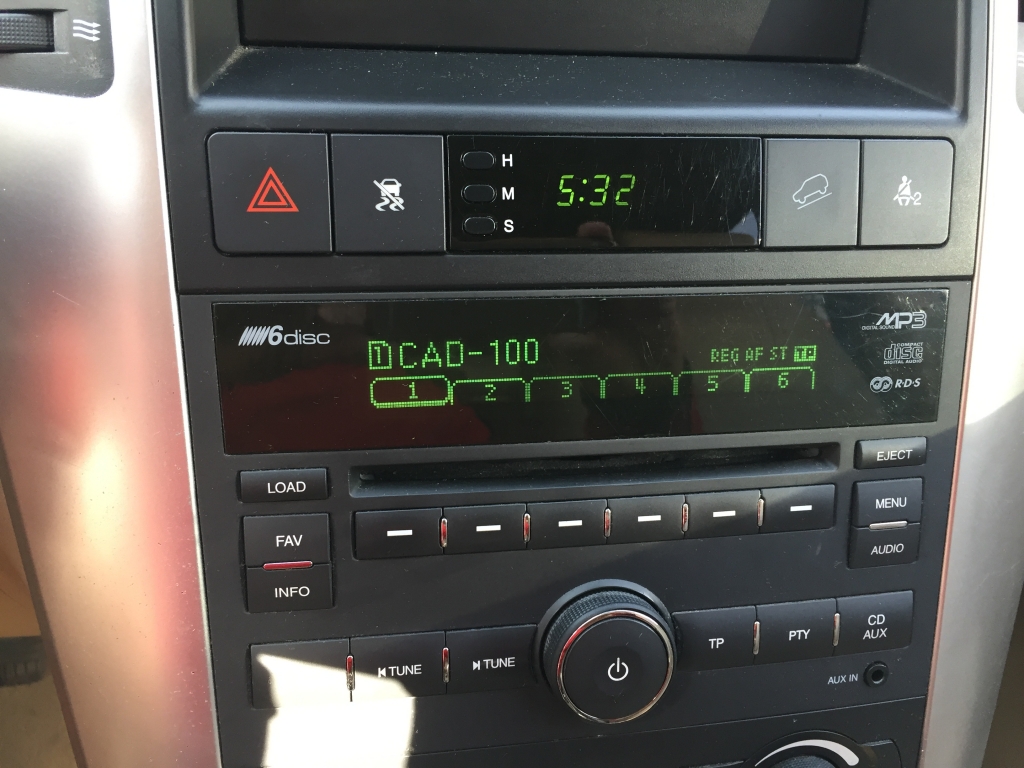 H
M
S
5:32
6disc
1 CAD-100
REG AF ST TP
1 2 3 4 5 6
MP3
DIGITAL SOUND
COMPACT
disc
DIGITAL AUDIO
R·D·S
LOAD
EJECT
FAV
INFO
MENU
AUDIO
TUNE
TUNE
TP
PTY
CD
AUX
AUX IN
2